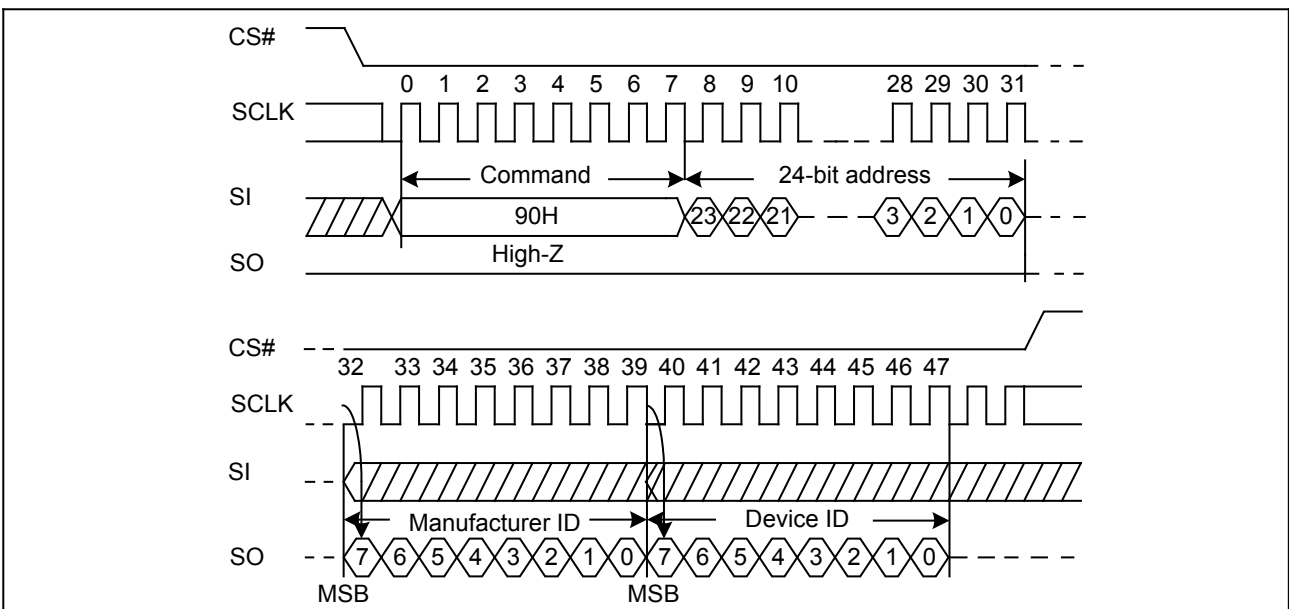 CS#
0 1 2 3 4 5 6 7 8 9 10 28 29 30 31
SCLK
Command 24-bit address
SI
90H 23 22 21 3 2 1 0
High-Z
SO
CS#
32 33 34 35 36 37 38 39 40 41 42 43 44 45 46 47
SCLK
SI
Manufacturer ID Device ID
SO 7 6 5 4 3 2 1 0 7 6 5 4 3 2 1 0
MSB MSB